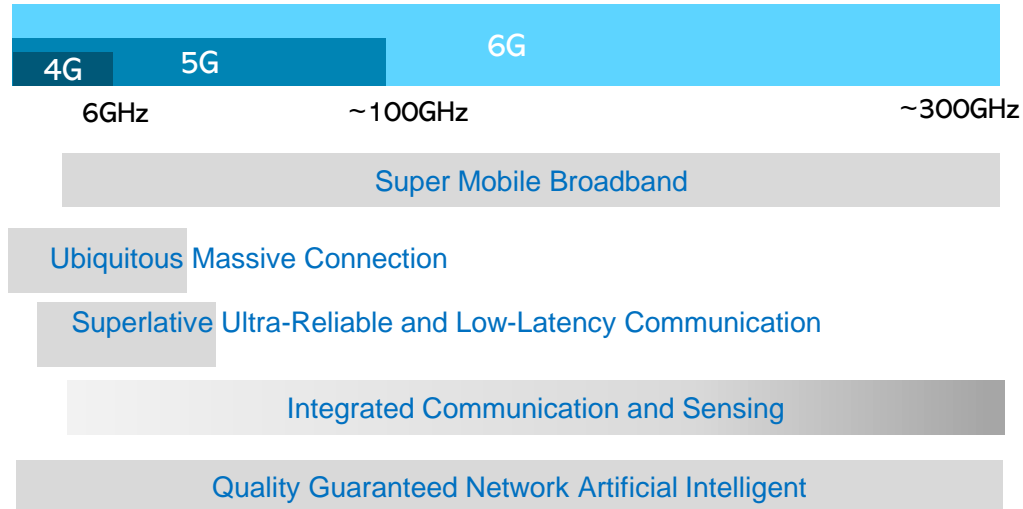 6G
5G
4G
6GHz
~100GHz
~300GHz
Super Mobile Broadband
Ubiquitous Massive Connection
Superlative Ultra-Reliable and Low-Latency Communication
Integrated Communication and Sensing
Quality Guaranteed Network Artificial Intelligent